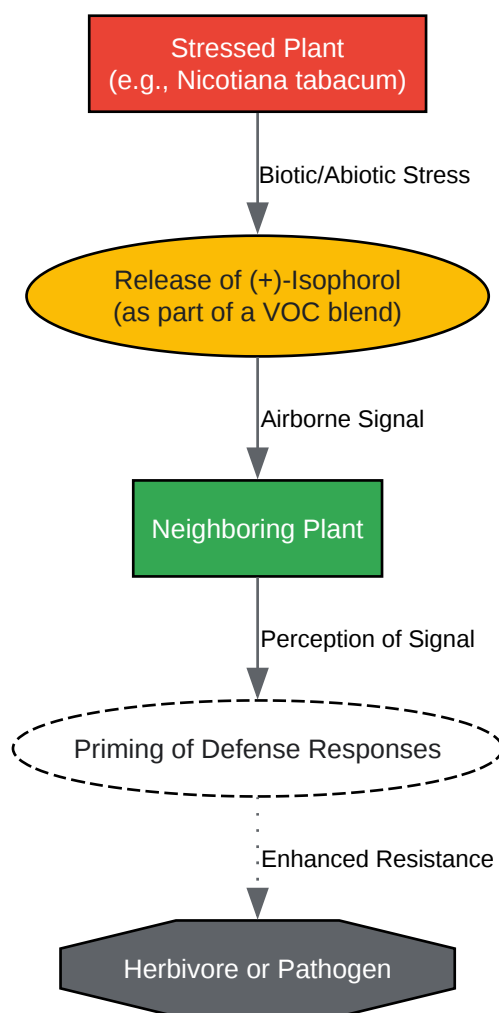 Stressed Plant
(e.g., Nicotiana tabacum)
Biotic/Abiotic Stress
Release of (+)-Isophorol
(as part of a VOC blend)
Airborne Signal
Neighboring Plant
Perception of Signal
Priming of Defense Responses
Enhanced Resistance
Herbivore or Pathogen